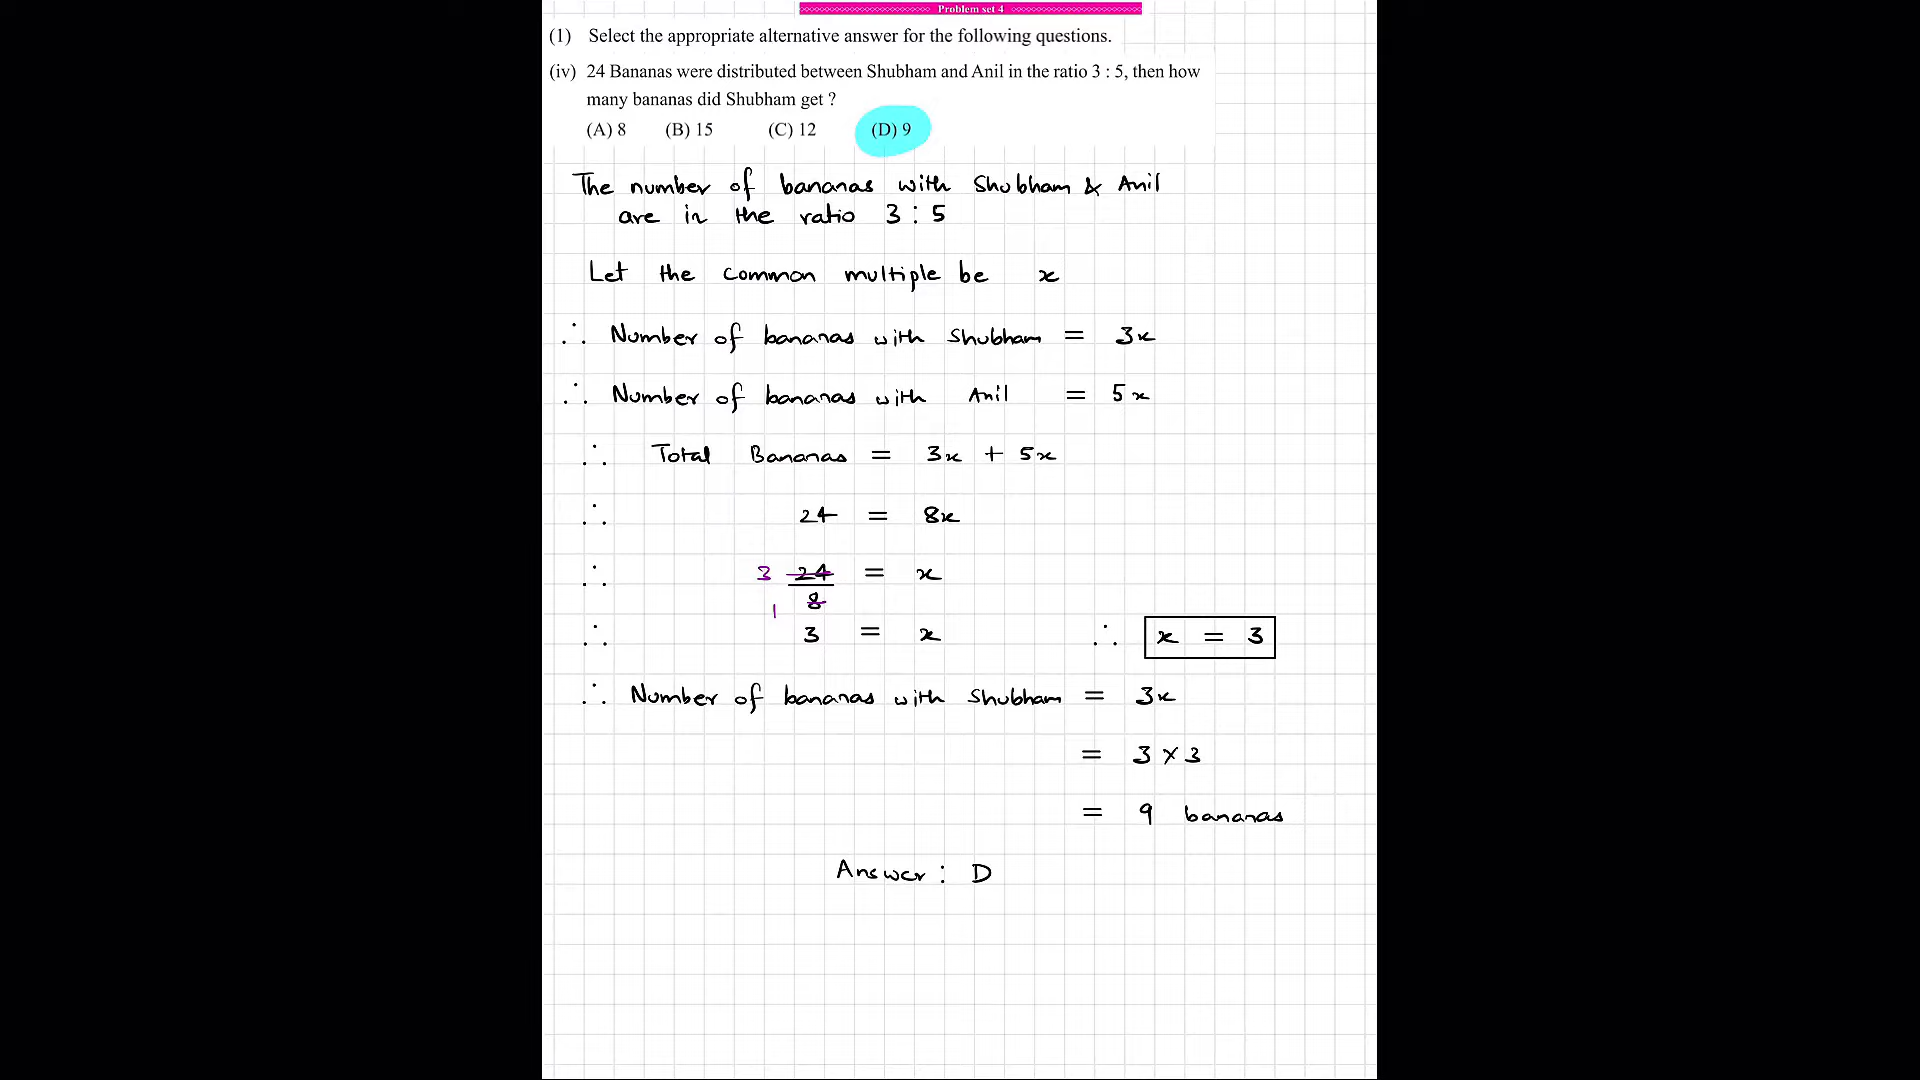 Problem set 4
(1) Select the appropriate alternative answer for the following questions.
(iv) 24 Bananas were distributed between Shubham and Anil in the ratio 3 : 5, then how
many bananas did Shubham get ?
(A) 8 (B) 15 (C) 12 (D) 9
The number of bananas with Shubham & Anil
are in the ratio 3 : 5
Let the common multiple be x
∴ Number of bananas with Shubham = 3x
∴ Number of bananas with Anil = 5x
∴ Total Bananas = 3x + 5x
∴ 24 = 8x
∴ 3 24 = x
1 8
∴ 3 = x ∴ x = 3
∴ Number of bananas with Shubham = 3x
= 3 × 3
= 9 bananas
Answer : D